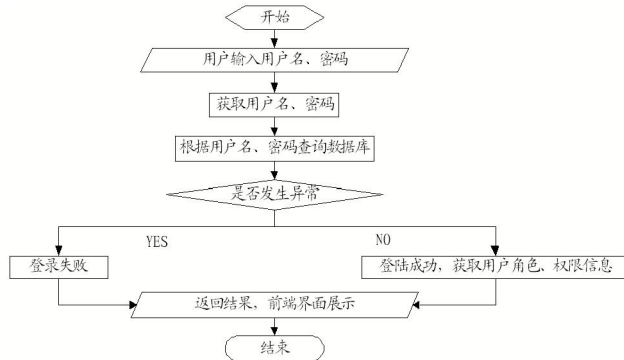 开始
用户输入用户名、密码
获取用户名、密码
根据用户名、密码查询数据库
是否发生异常
YES
NO
登录失败
登陆成功，获取用户角色、权限信息
返回结果，前端界面展示
结束